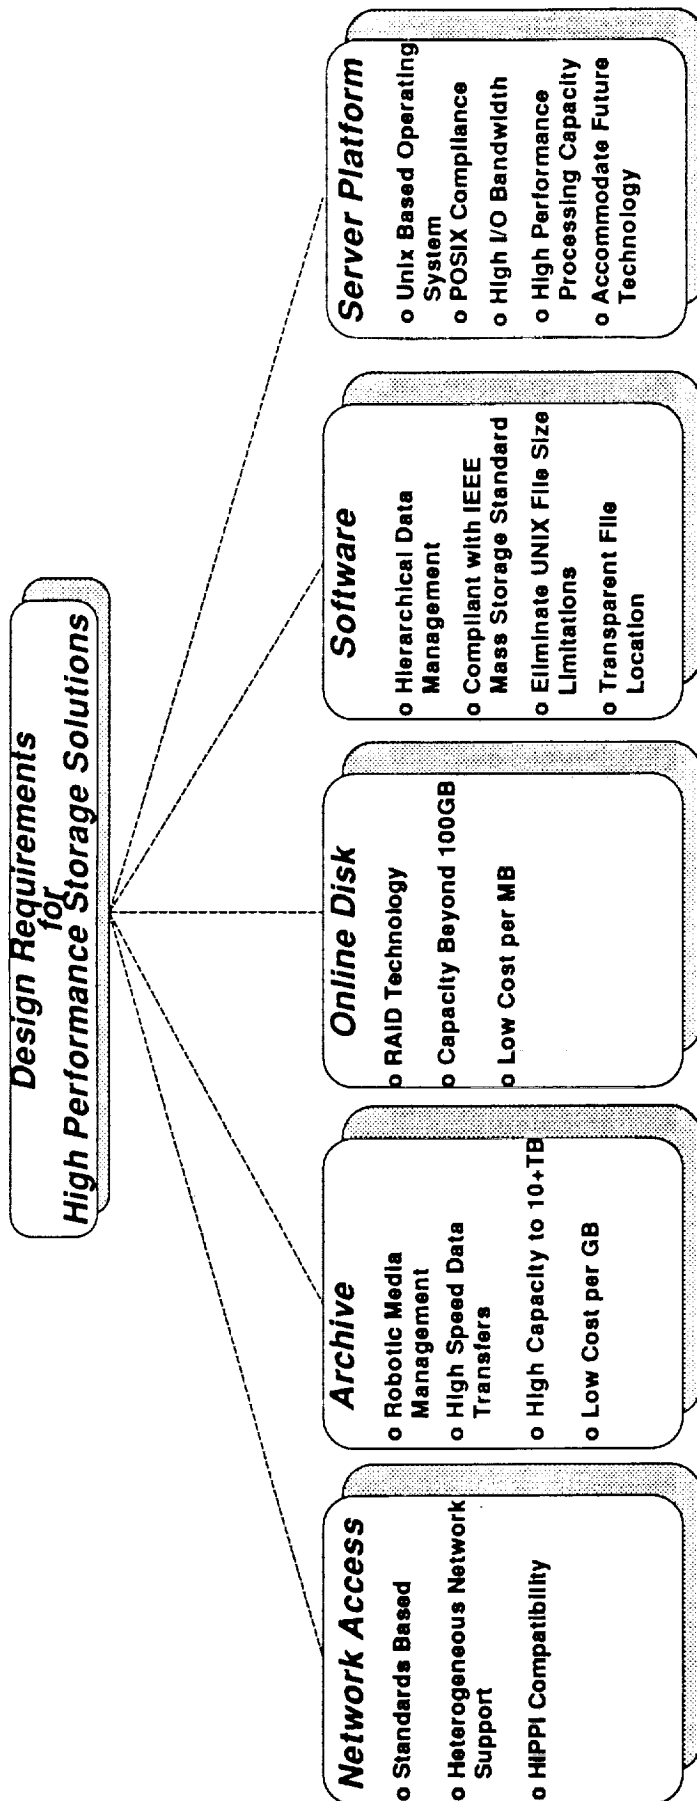 Design Requirements
for
High Performance Storage Solutions
Network Access
o Standards Based
o Heterogeneous Network
Support
o HIPPI Compatibility
Archive
o Robotic Media
Management
o High Speed Data
Transfers
o High Capacity to 10+TB
o Low Cost per GB
Online Disk
o RAID Technology
o Capacity Beyond 100GB
o Low Cost per MB
Software
o Hierarchical Data
Management
o Compliant with IEEE
Mass Storage Standard
o Eliminate UNIX File Size
Limitations
o Transparent File
Location
Server Platform
o Unix Based Operating
System
o POSIX Compliance
o High I/O Bandwidth
o High Performance
Processing Capacity
o Accommodate Future
Technology